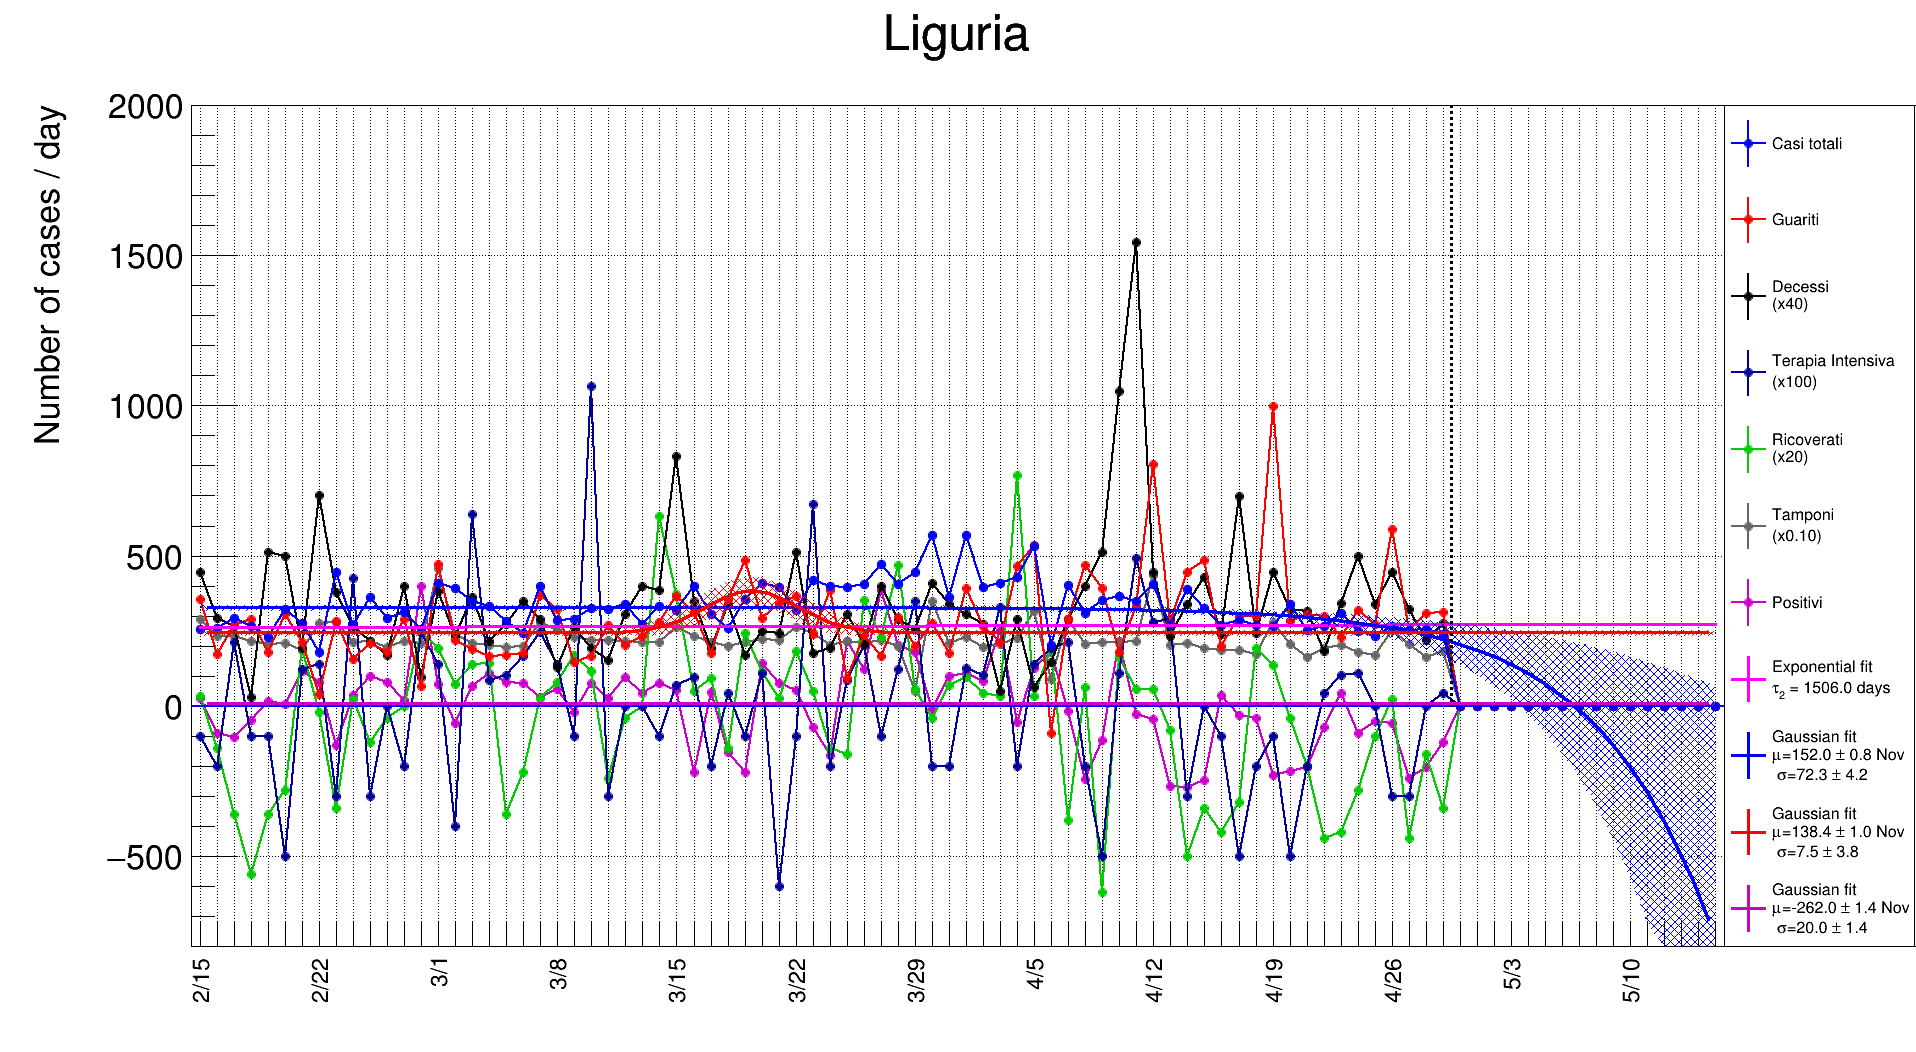 Liguria
Number of cases / day
2000
1500
1000
500
0
−500
2/15
2/22
3/1
3/8
3/15
3/22
3/29
4/5
4/12
4/19
4/26
5/3
5/10
Casi totali
Guariti
Decessi
(x40)
Terapia Intensiva
(x100)
Ricoverati
(x20)
Tamponi
(x0.10)
Positivi
Exponential fit
τ2 = 1506.0 days
Gaussian fit
μ=152.0 ± 0.8 Nov
σ=72.3 ± 4.2
Gaussian fit
μ=138.4 ± 1.0 Nov
σ=7.5 ± 3.8
Gaussian fit
μ=-262.0 ± 1.4 Nov
σ=20.0 ± 1.4